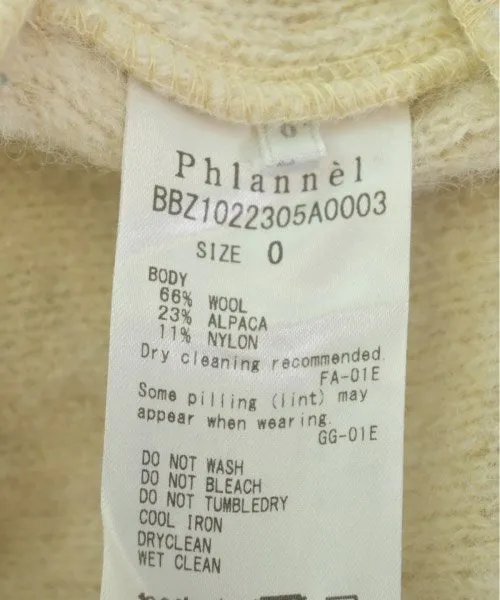 Phlannèl
BBZ1022305A0003
SIZE 0
BODY
66% WOOL
23% ALPACA
11% NYLON
Dry cleaning recommended.
FA-01E
Some pilling (lint) may
appear when wearing.
GG-01E
DO NOT WASH
DO NOT BLEACH
DO NOT TUMBLEDRY
COOL IRON
DRYCLEAN
WET CLEAN